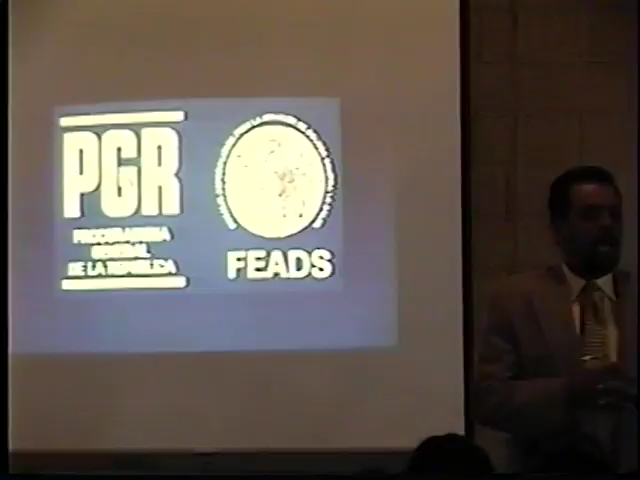 PGR
PROCURADURIA
GENERAL
DE LA REPUBLICA
FEADS